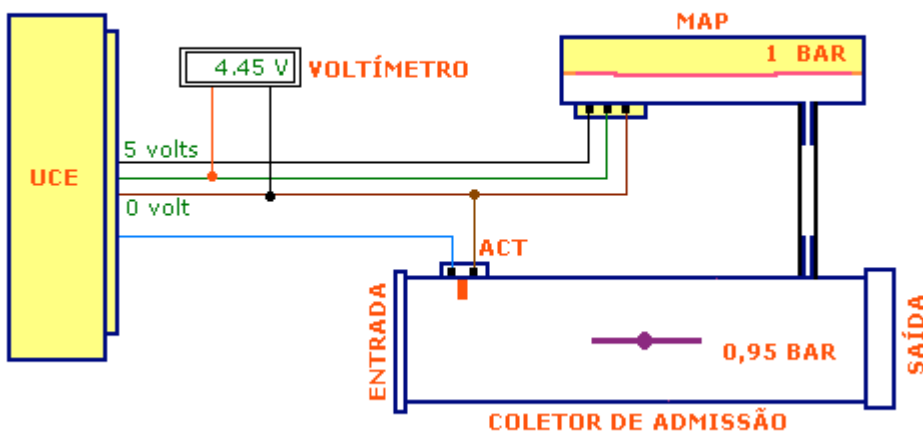 MAP
1 BAR
4.45 V
VOLTÍMETRO
5 volts
UCE
0 volt
ACT
ENTRADA
0,95 BAR
SAÍDA
COLETOR DE ADMISSÃO